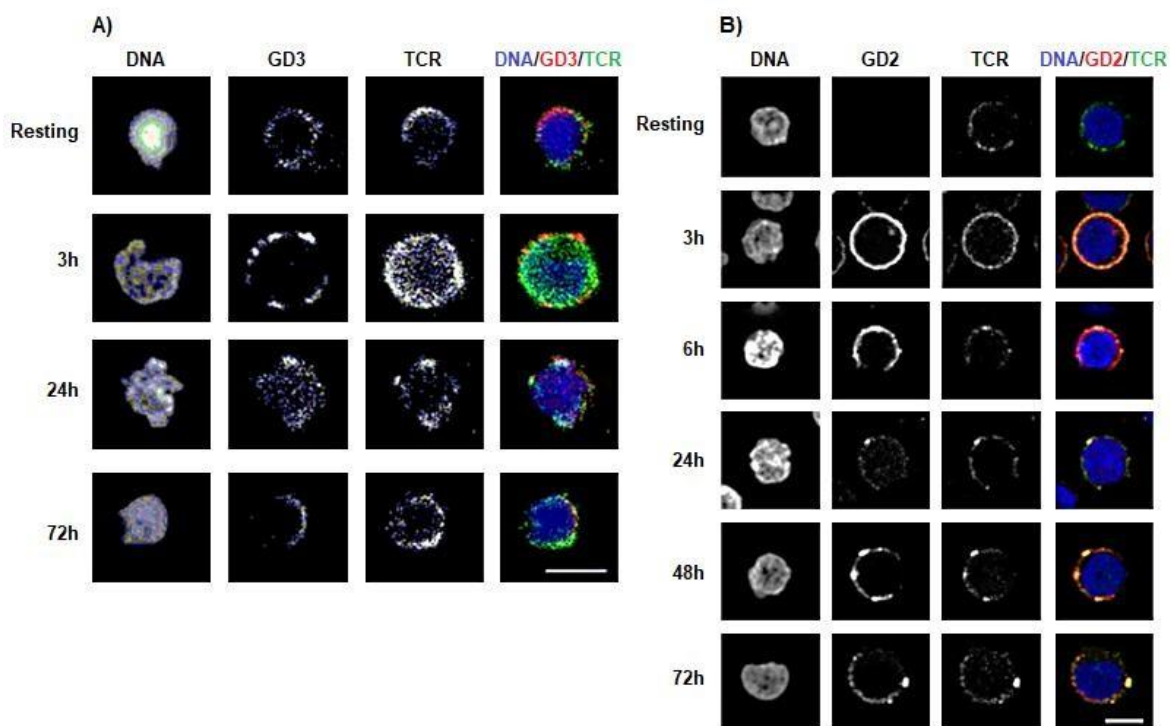 A)
DNA GD3 TCR DNA/GD3/TCR
Resting
3h
24h
72h
B)
DNA GD2 TCR DNA/GD2/TCR
Resting
3h
6h
24h
48h
72h